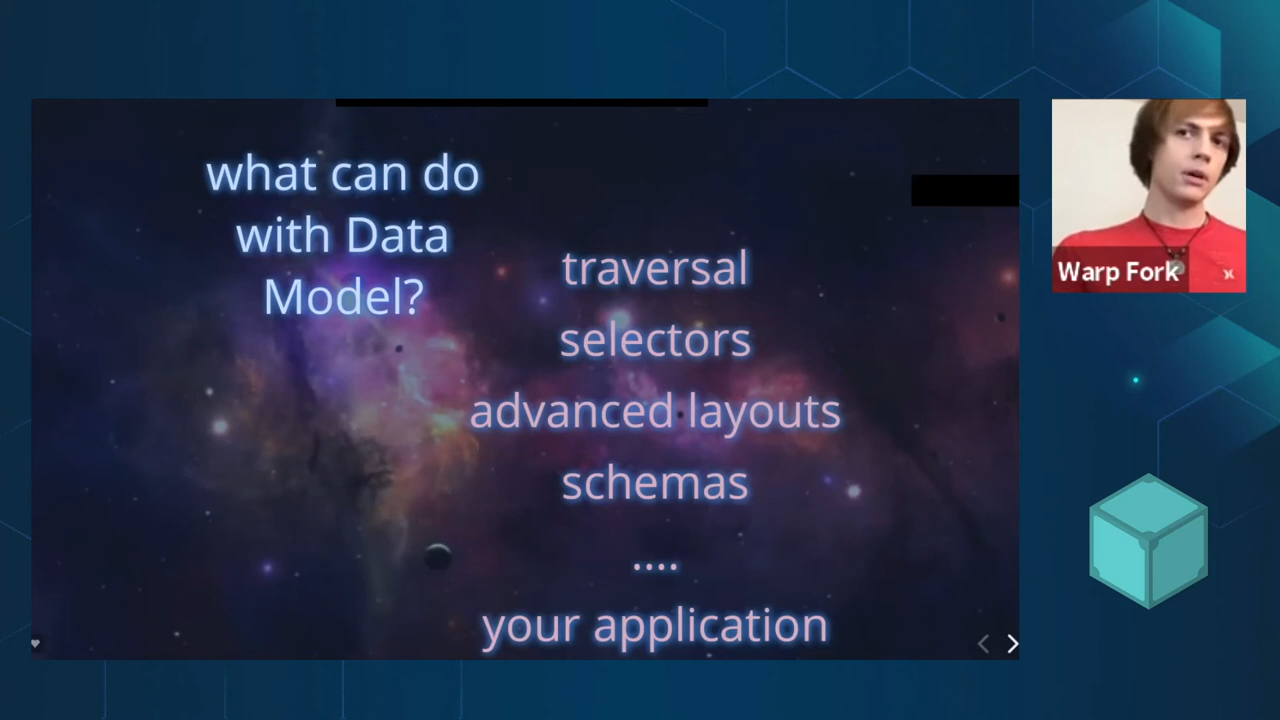 what can do
with Data
Model?
traversal
selectors
advanced layouts
schemas
....
your application
Warp Fork